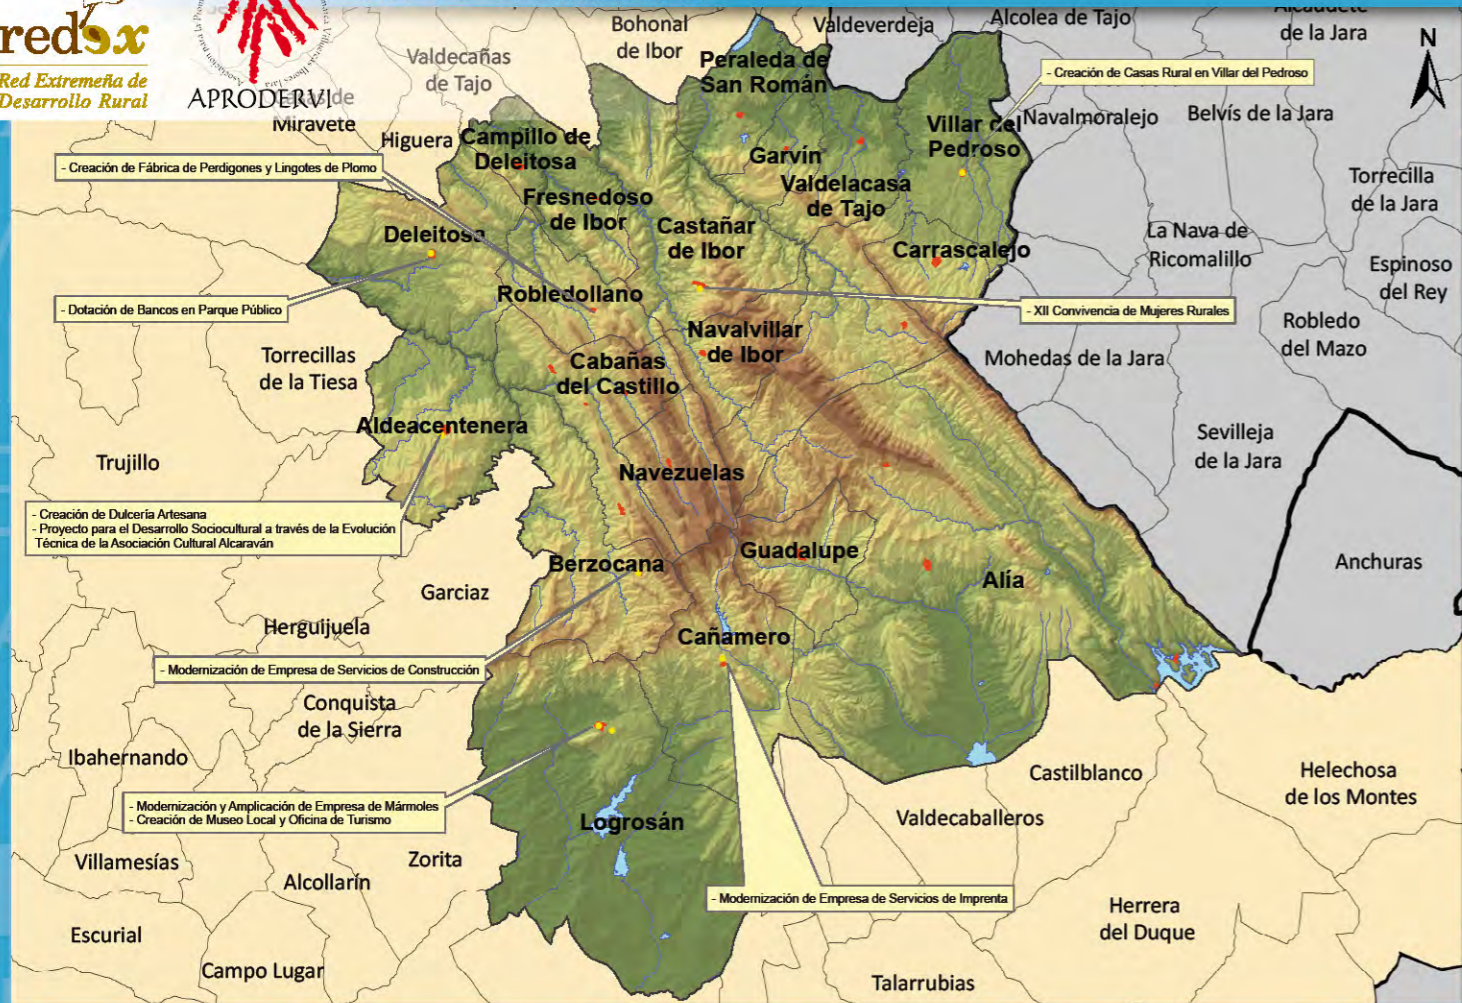 redex
Red Extremeña de
Desarrollo Rural
APRODERVI
Bohonal
de Ibor
Valdeverdeja
Alcolea de Tajo
de la Jara
N
Valdecañas
de Tajo
Peraleda de
San Román
- Creación de Casas Rural en Villar del Pedroso
Casas de
Miravete
Higuera
Campillo de
Deleitosa
Garvín
Villar del
Pedroso
Navalmoralejo
Belvís de la Jara
- Creación de Fábrica de Perdigones y Lingotes de Plomo
Fresnedoso
de Ibor
Valdelacasa
de Tajo
Torrecilla
de la Jara
Deleitosa
Castañar
de Ibor
Carrascalejo
La Nava de
Ricomalillo
Espinoso
del Rey
- Dotación de Bancos en Parque Público
Robledollano
- XII Convivencia de Mujeres Rurales
Torrecillas
de la Tiesa
Cabañas
del Castillo
Navalvillar
de Ibor
Mohedas de la Jara
Robledo
del Mazo
Aldeacentenera
Trujillo
Navezuelas
Sevilleja
de la Jara
- Creación de Dulcería Artesana
- Proyecto para el Desarrollo Sociocultural a través de la Evolución
Técnica de la Asociación Cultural Alcaraván
Berzocana
Guadalupe
Alía
Anchuras
Garciaz
Herguijuela
Cañamero
- Modernización de Empresa de Servicios de Construcción
Conquista
de la Sierra
Ibahernando
Castilblanco
Helechosa
de los Montes
- Modernización y Amplicación de Empresa de Mármoles
- Creación de Museo Local y Oficina de Turismo
Logrosán
Valdecaballeros
Villamesías
Alcollarín
Zorita
- Modernización de Empresa de Servicios de Imprenta
Herrera
del Duque
Escurial
Campo Lugar
Talarrubias